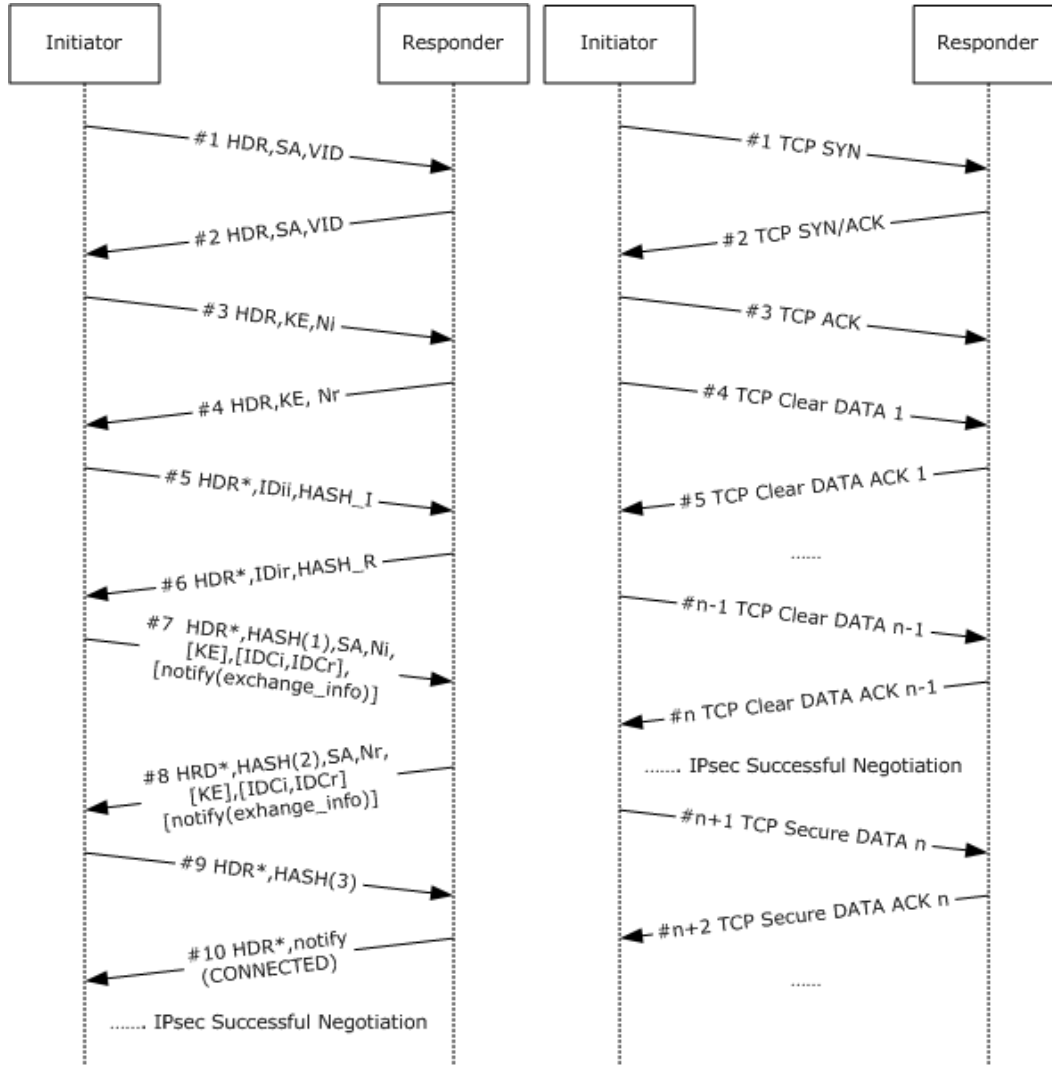 Initiator
Responder
#1 HDR,SA,VID
#2 HDR,SA,VID
#3 HDR,KE,Ni
#4 HDR,KE, Nr
#5 HDR*,IDii,HASH_I
#6 HDR*,IDir,HASH_R
#7 HDR*,HASH(1),SA,Ni,
[KE],[IDCi,IDCr],
[notify(exchange_info)]
#8 HRD*,HASH(2),SA,Nr,
[KE],[IDCi,IDCr]
[notify(exhange_info)]
#9 HDR*,HASH(3)
#10 HDR*,notify
(CONNECTED)
....... IPsec Successful Negotiation
Initiator
Responder
#1 TCP SYN
#2 TCP SYN/ACK
#3 TCP ACK
#4 TCP Clear DATA 1
#5 TCP Clear DATA ACK 1
......
#n-1 TCP Clear DATA n-1
#n TCP Clear DATA ACK n-1
....... IPsec Successful Negotiation
#n+1 TCP Secure DATA n
#n+2 TCP Secure DATA ACK n
......